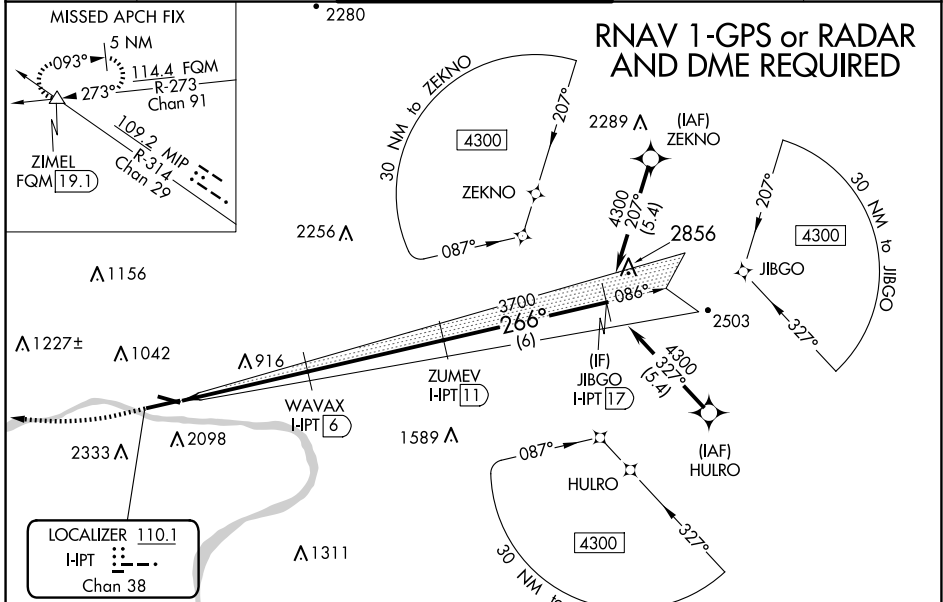 MISSED APCH FIX
5 NM
093°
114.4 FQM
R-273
Chan 91
273°
109.2 MIP
R-314
Chan 29
ZIMEL
FQM 19.1
2280
RNAV 1-GPS or RADAR
AND DME REQUIRED
30 NM to ZEKNO
4300
207°
ZEKNO
087°
2289
(IAF)
ZEKNO
4300
207°
(5.4)
207°
30 NM to JIBGO
4300
JIBGO
327°
2256
2856
1156
3700
266°
(6)
086°
2503
1227±
1042
916
ZUMEV
I-IPT 11
(IF)
JIBGO
I-IPT 17
4300
327°
(5.4)
WAVAX
I-IPT 6
2333
2098
1589
(IAF)
HULRO
087°
HULRO
327°
4300
30 NM to
LOCALIZER 110.1
I-IPT
Chan 38
1311